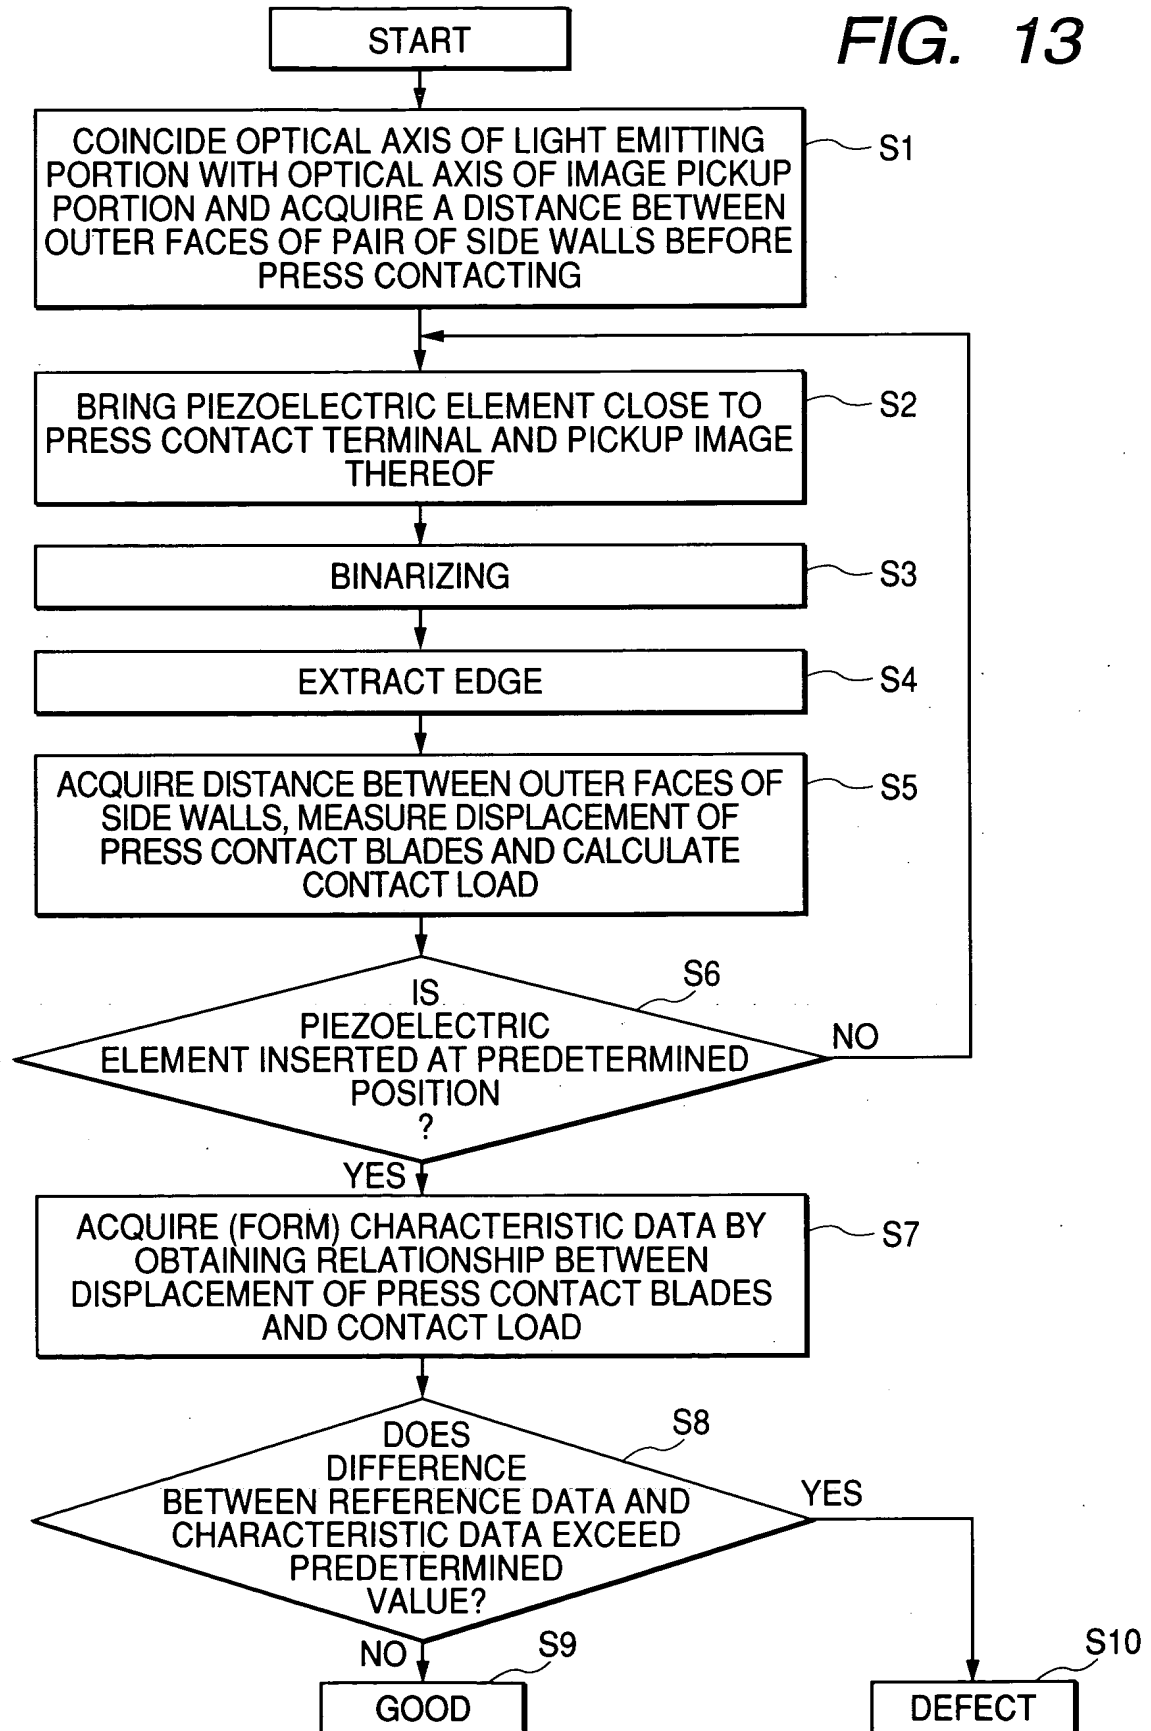 FIG. 13
START
COINCIDE OPTICAL AXIS OF LIGHT EMITTING
PORTION WITH OPTICAL AXIS OF IMAGE PICKUP
PORTION AND ACQUIRE A DISTANCE BETWEEN
OUTER FACES OF PAIR OF SIDE WALLS BEFORE
PRESS CONTACTING
S1
BRING PIEZOELECTRIC ELEMENT CLOSE TO
PRESS CONTACT TERMINAL AND PICKUP IMAGE
THEREOF
S2
BINARIZING
S3
EXTRACT EDGE
S4
ACQUIRE DISTANCE BETWEEN OUTER FACES OF
SIDE WALLS, MEASURE DISPLACEMENT OF
PRESS CONTACT BLADES AND CALCULATE
CONTACT LOAD
S5
IS
PIEZOELECTRIC
ELEMENT INSERTED AT PREDETERMINED
POSITION
?
S6
NO
YES
ACQUIRE (FORM) CHARACTERISTIC DATA BY
OBTAINING RELATIONSHIP BETWEEN
DISPLACEMENT OF PRESS CONTACT BLADES
AND CONTACT LOAD
S7
DOES
DIFFERENCE
BETWEEN REFERENCE DATA AND
CHARACTERISTIC DATA EXCEED
PREDETERMINED
VALUE?
S8
YES
NO
S9
GOOD
S10
DEFECT